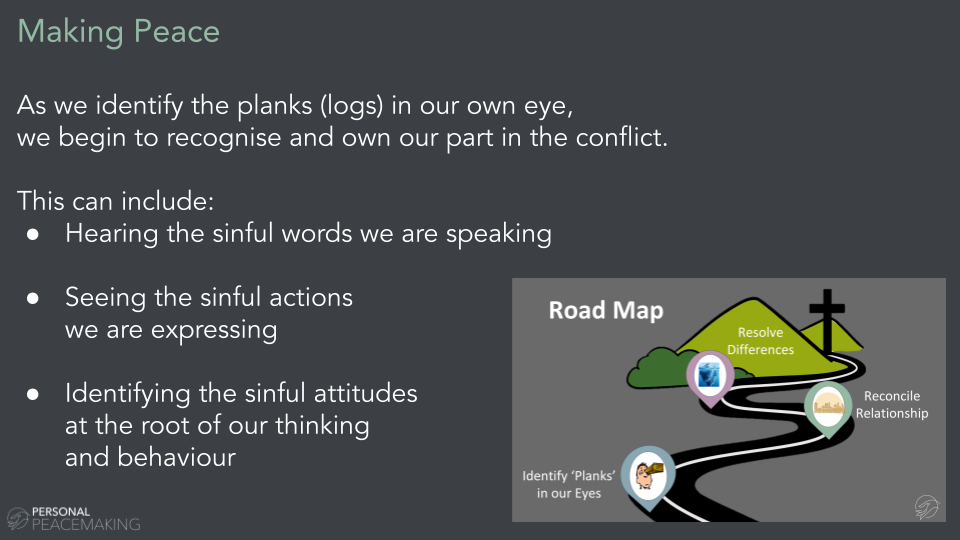 Making Peace
As we identify the planks (logs) in our own eye,
we begin to recognise and own our part in the conflict.
This can include:
● Hearing the sinful words we are speaking
● Seeing the sinful actions
we are expressing
● Identifying the sinful attitudes
at the root of our thinking
and behaviour
Road Map
Resolve
Differences
Reconcile
Relationship
Identify ‘Planks’
in our Eyes
PERSONAL
PEACEMAKING